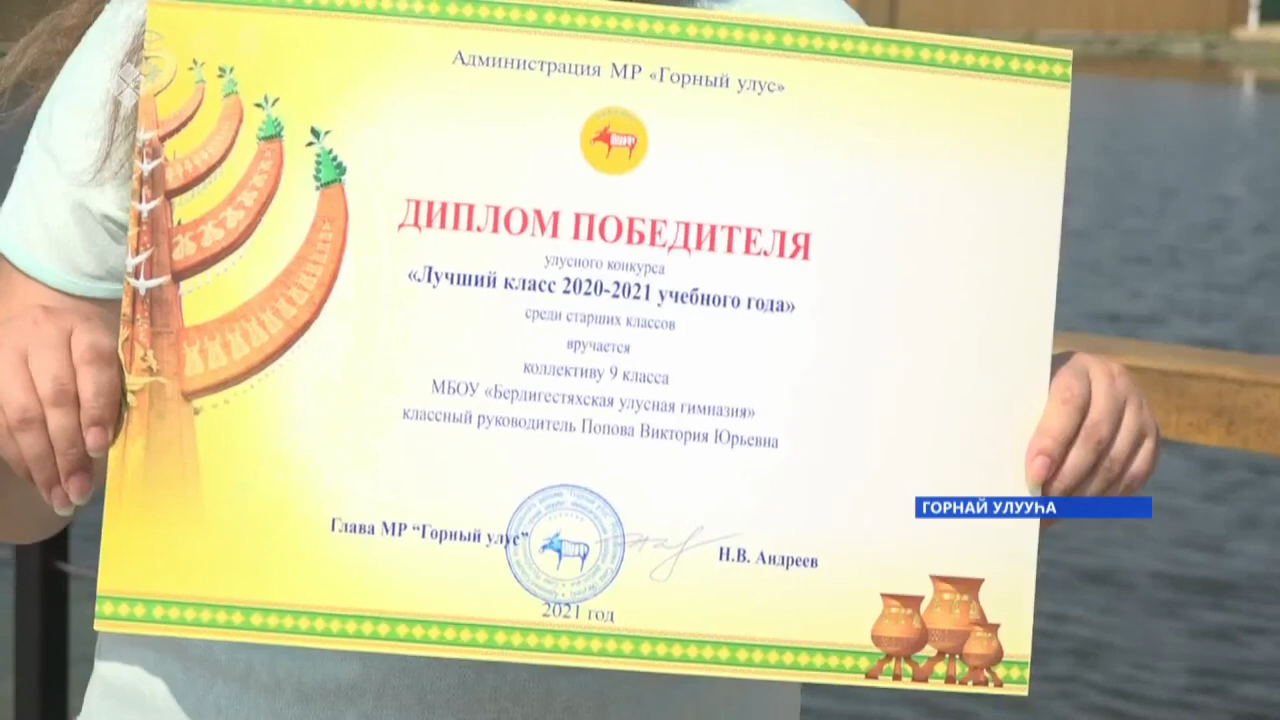 Администрация МР «Горный улус»
ДИПЛОМ ПОБЕДИТЕЛЯ
улусного конкурса
«Лучший класс 2020-2021 учебного года»
среди старших классов
вручается
коллективу 9 класса
МБОУ «Бердигестяхская улусная гимназия»
классный руководитель Попова Виктория Юрьевна
Глава МР “Горный улус”
Н.В. Андреев
2021 год
ГОРНАЙ УЛУУҺА